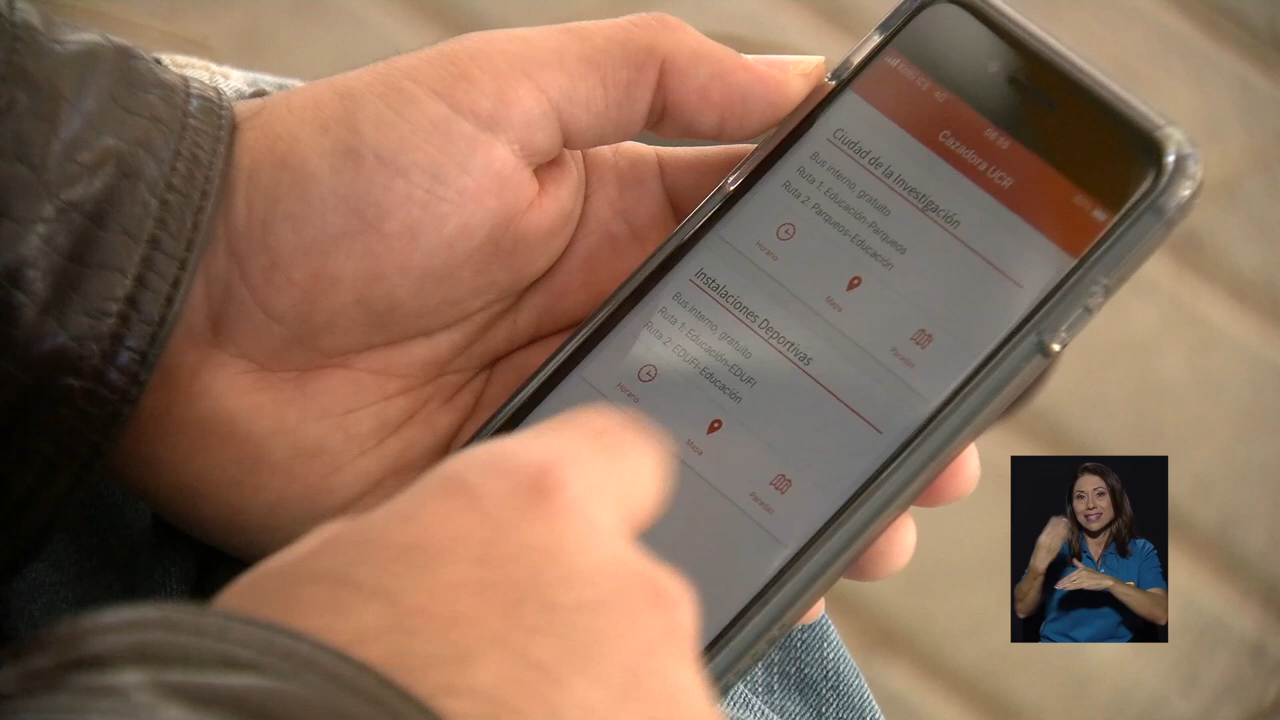 Cazadora UCR
Ciudad de la Investigación
Bus interno, gratuito
Ruta 1: Educación-Parqueos
Ruta 2: Parqueos-Educación
Horario
Mapa
Paradas
Instalaciones Deportivas
Bus interno, gratuito
Ruta 1: Educación-EDUFI
Ruta 2: EDUFI-Educación
Horario
Mapa
Paradas